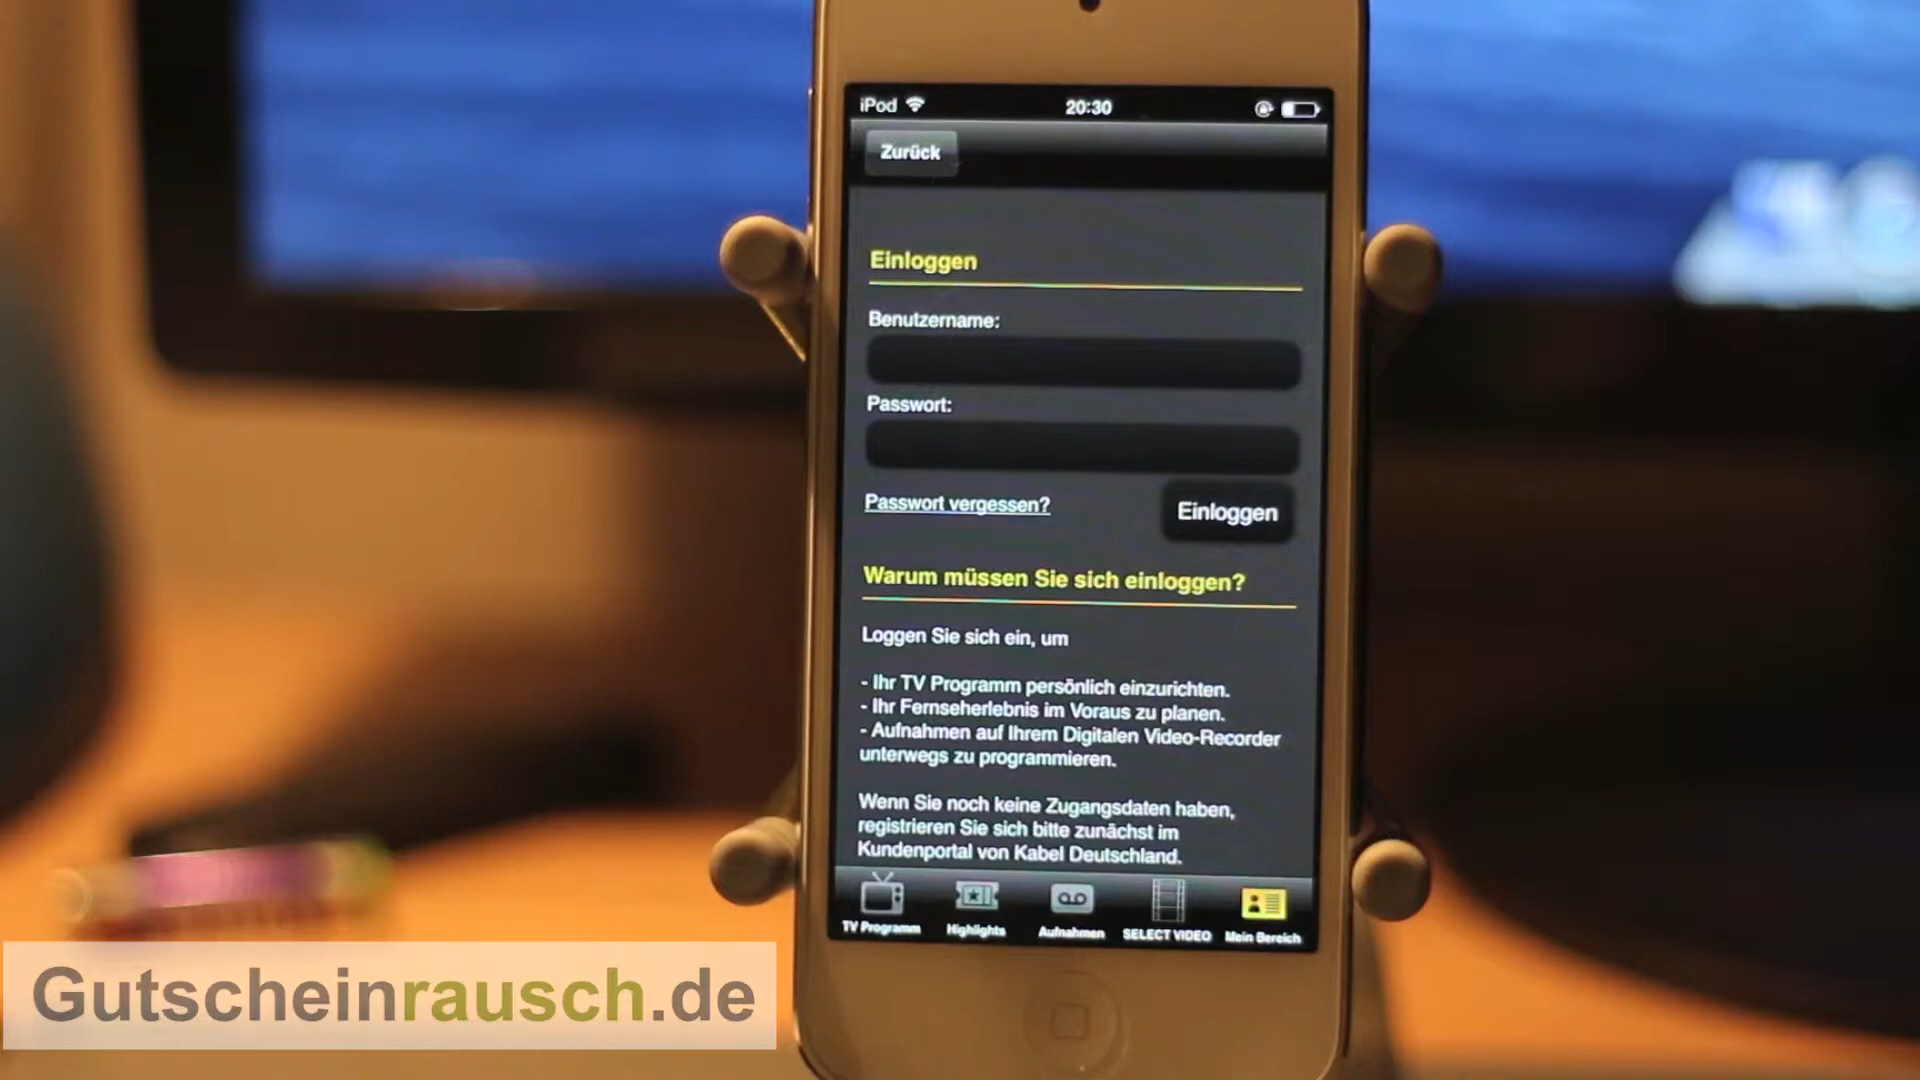 iPod
20:30
Zurück
Einloggen
Benutzername:
Passwort:
Passwort vergessen?
Einloggen
Warum müssen Sie sich einloggen?
Loggen Sie sich ein, um
- Ihr TV Programm persönlich einzurichten.
- Ihr Fernseherlebnis im Voraus zu planen.
- Aufnahmen auf Ihrem Digitalen Video-Recorder
unterwegs zu programmieren.
Wenn Sie noch keine Zugangsdaten haben,
registrieren Sie sich bitte zunächst im
Kundenportal von Kabel Deutschland.
TV Programm
Highlights
Aufnahmen
SELECT VIDEO
Mein Bereich
Gutscheinrausch.de